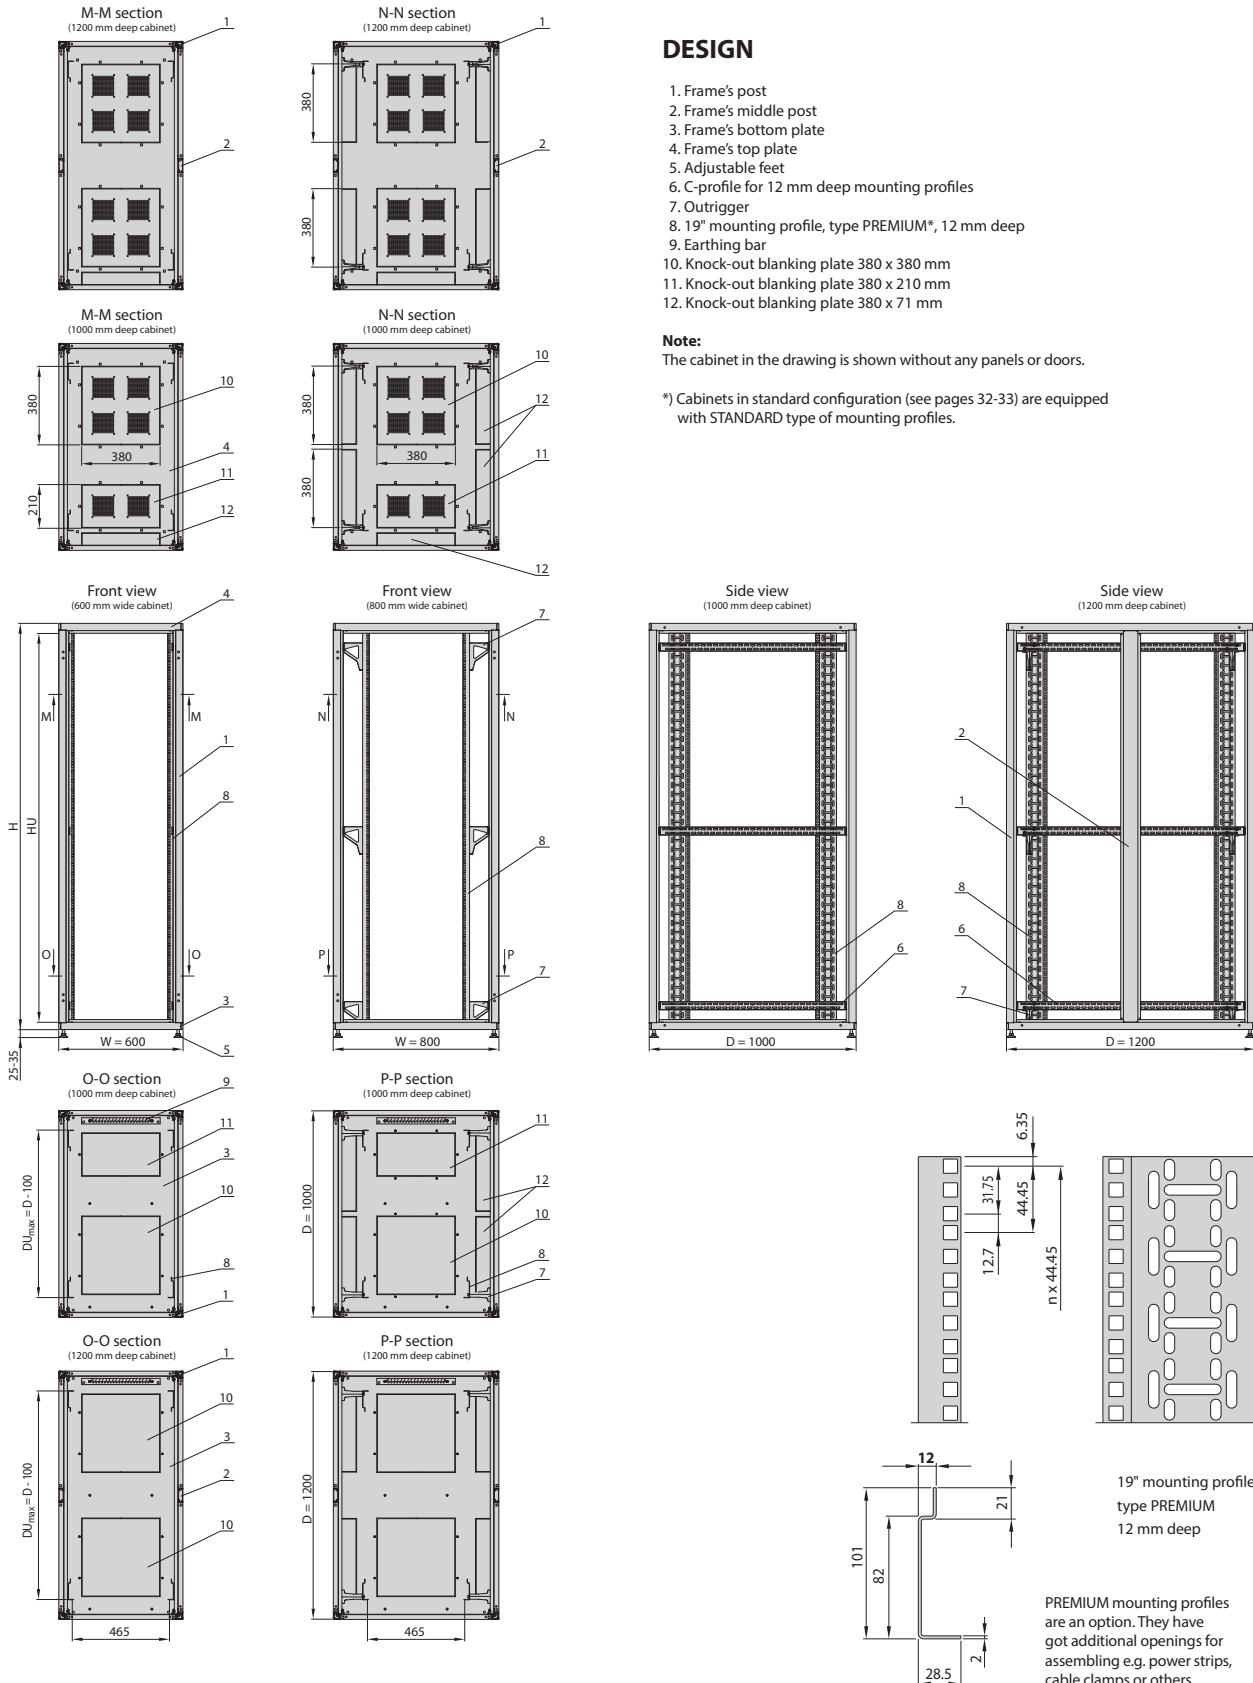 M-M section
(1200 mm deep cabinet)
1
2
N-N section
(1200 mm deep cabinet)
1
380
2
380
DESIGN
1. Frame's post
2. Frame's middle post
3. Frame's bottom plate
4. Frame's top plate
5. Adjustable feet
6. C-profile for 12 mm deep mounting profiles
7. Outrigger
8. 19" mounting profile, type PREMIUM*, 12 mm deep
9. Earthing bar
10. Knock-out blanking plate 380 x 380 mm
11. Knock-out blanking plate 380 x 210 mm
12. Knock-out blanking plate 380 x 71 mm
Note:
The cabinet in the drawing is shown without any panels or doors.
*) Cabinets in standard configuration (see pages 32-33) are equipped
with STANDARD type of mounting profiles.
M-M section
(1000 mm deep cabinet)
380
10
380
4
11
210
12
N-N section
(1000 mm deep cabinet)
10
380
12
380
11
380
12
Front view
(600 mm wide cabinet)
4
M
M
1
8
H
HU
O
O
3
W = 600
5
25-35
Front view
(800 mm wide cabinet)
7
N
N
8
P
P
7
W = 800
Side view
(1000 mm deep cabinet)
8
6
D = 1000
Side view
(1200 mm deep cabinet)
2
1
8
6
7
D = 1200
O-O section
(1000 mm deep cabinet)
9
11
3
10
8
1
DUmax = D - 100
P-P section
(1000 mm deep cabinet)
11
12
10
8
7
D = 1000
O-O section
(1200 mm deep cabinet)
1
10
3
2
10
DUmax = D - 100
465
P-P section
(1200 mm deep cabinet)
D = 1200
465
6.35
31.75
44.45
12.7
n x 44.45
12
21
101
82
2
28.5
19" mounting profile
type PREMIUM
12 mm deep
PREMIUM mounting profiles
are an option. They have
got additional openings for
assembling e.g. power strips,
cable clamps or others